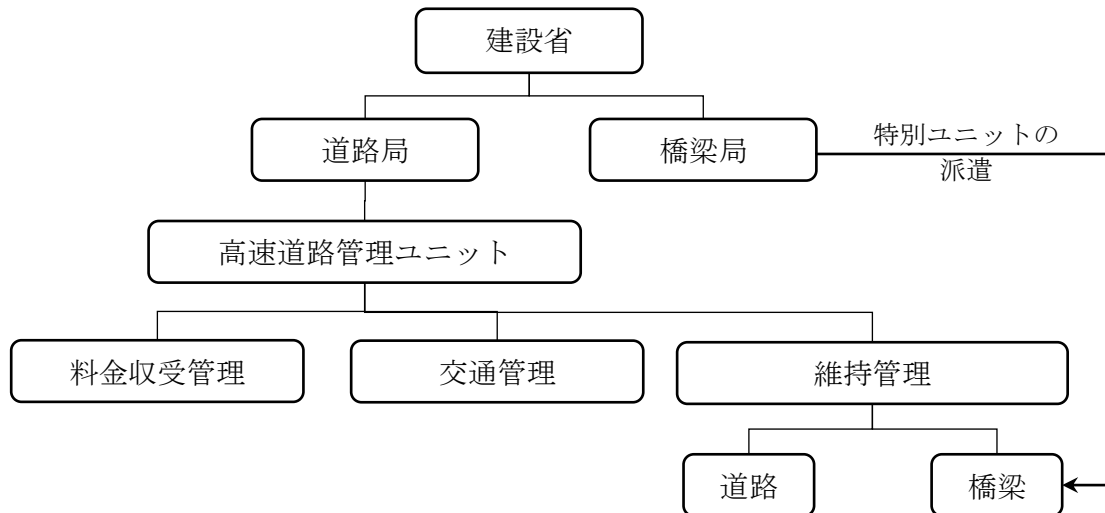 建設省
道路局
橋梁局
特別ユニットの
派遣
高速道路管理ユニット
料金収受管理
交通管理
維持管理
道路
橋梁